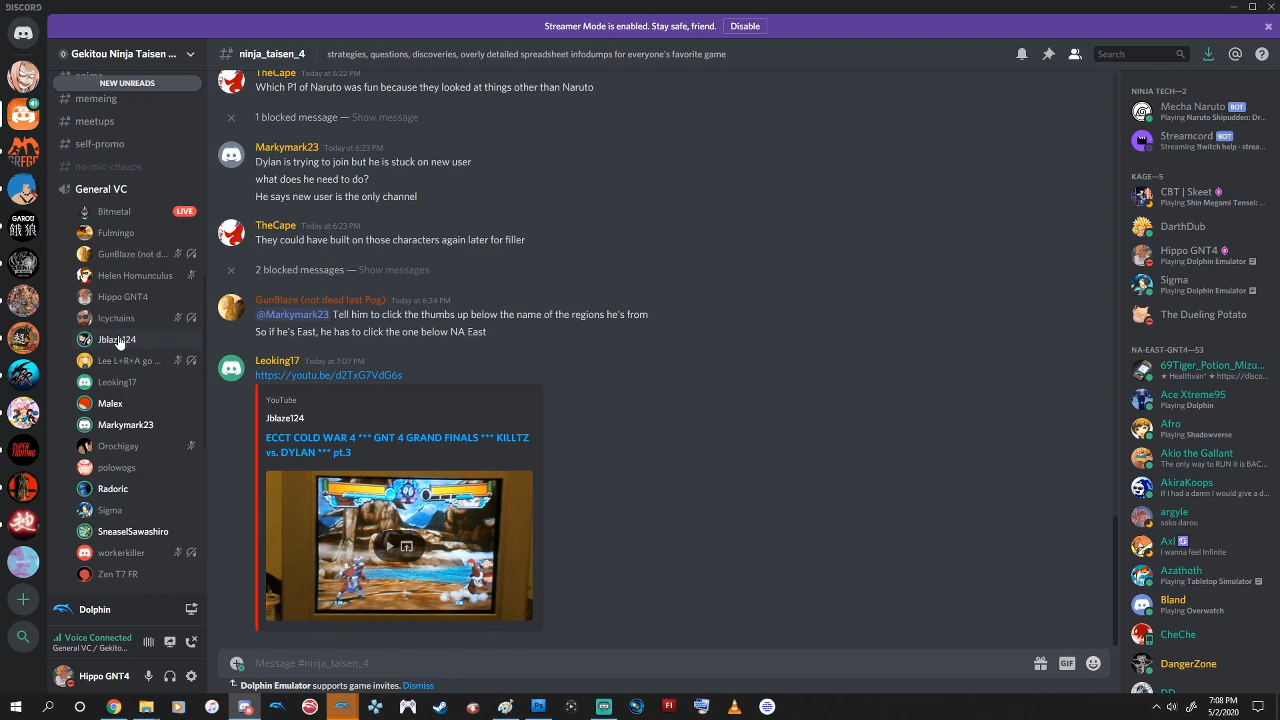 DISCORD
Streamer Mode is enabled. Stay safe, friend. Disable
Gekitou Ninja Taisen ...
NEW UNREADS
# memeing
# meetups
# self-promo
# no-mic-cheaps
General VC
Bitmetal LIVE
Fulmingo
GunBlaze (not d...
Helen Homunculus
Hippo GNT4
Icychains
Jblaze124
Lee L+R+A go ...
Leoking17
Malex
Markymark23
Orochigay
polowogs
Radoric
Sigma
SneaselSawashiro
workerkiller
Zen T7 FR
Dolphin
Voice Connected
General VC / Gekito...
Hippo GNT4
# ninja_taisen_4
strategies, questions, discoveries, overly detailed spreadsheet infodumps for everyone's favorite game
Search
TheCape Today at 6:22 PM
Which P1 of Naruto was fun because they looked at things other than Naruto
1 blocked message — Show message
Markymark23 Today at 6:23 PM
Dylan is trying to join but he is stuck on new user
what does he need to do?
He says new user is the only channel
TheCape Today at 6:23 PM
They could have built on those characters again later for filler
2 blocked messages — Show messages
GunBlaze (not dead last Pog) Today at 6:24 PM
@Markymark23 Tell him to click the thumbs up below the name of the regions he's from
So if he's East, he has to click the one below NA East
Leoking17 Today at 7:07 PM
https://youtu.be/d2TxG7VdG6s
YouTube
Jblaze124
ECCT COLD WAR 4 *** GNT 4 GRAND FINALS *** KILLTZ
vs. DYLAN *** pt.3
Message #ninja_taisen_4
GIF
Dolphin Emulator supports game invites. Dismiss
NINJA TECH—2
Mecha Naruto BOT
Playing Naruto Shipuden: Dr...
Streamcord BOT
Streaming !twitch help · strea...
KAGE—5
CBT | Skeet
Playing Shin Megami Tensei: ...
DarthDub
Hippo GNT4
Playing Dolphin Emulator
Sigma
Playing Dolphin Emulator
The Dueling Potato
NA-EAST-GNT4—53
69Tiger_Potion_Mizu...
★ Healthvan* ★ https://disco...
Ace Xtreme95
Playing Dolphin
Afro
Playing Shadowverse
Akio the Gallant
The only way to RUN it is BAC...
AkiraKoops
If I had a damn I would give a d...
argyle
soko darou
Axl
I wanna feel Infinite
Azathoth
Playing Tabletop Simulator
Bland
Playing Overwatch
CheChe
DangerZone
7:08 PM
5/2/2020